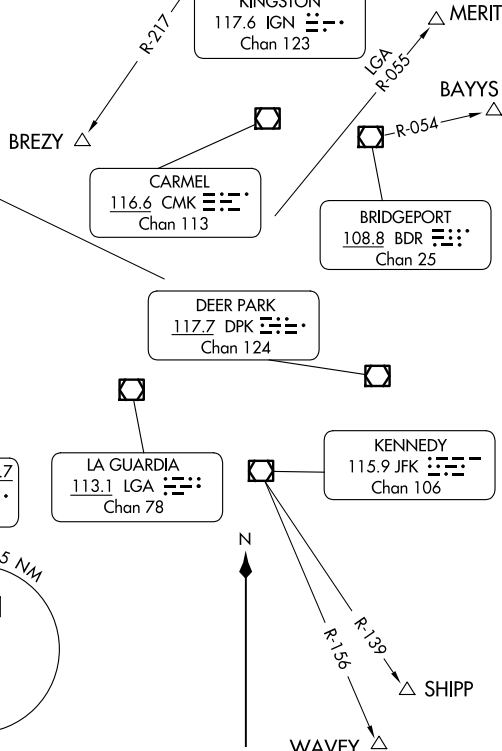 KINGSTON
117.6 IGN
Chan 123
MERIT
R-217
LGA
R-055
BAYYS
R-054
BREZY
CARMEL
116.6 CMK
Chan 113
BRIDGEPORT
108.8 BDR
Chan 25
DEER PARK
117.7 DPK
Chan 124
LA GUARDIA
113.1 LGA
Chan 78
KENNEDY
115.9 JFK
Chan 106
.7
5 NM
N
R-156
R-139
SHIPP
WAVEY